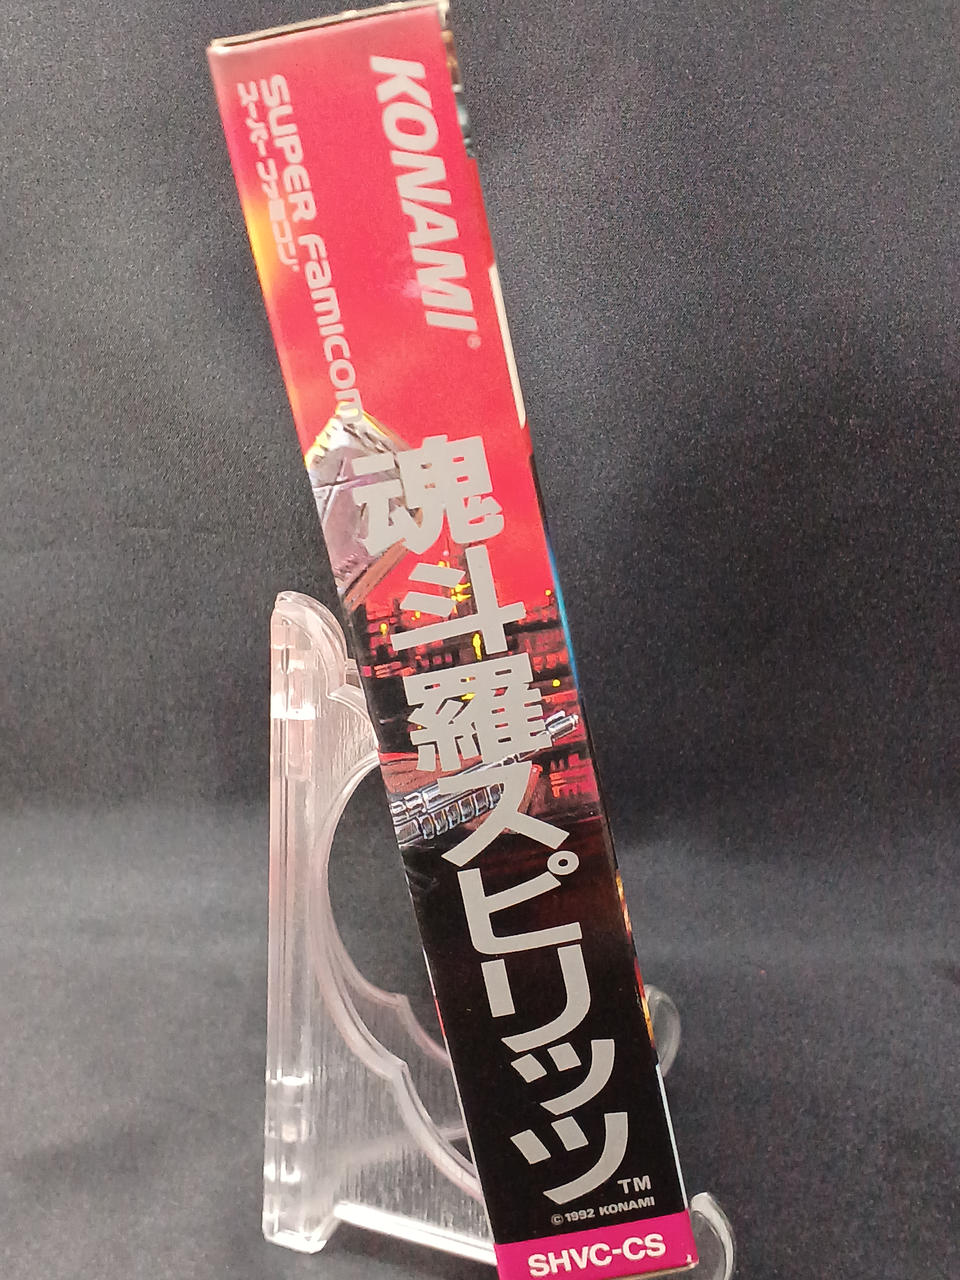 KONAMI®
SUPER FAMICOM
スーパーファミコン
魂斗羅スピリッツ
TM
©1992 KONAMI
SHVC-CS